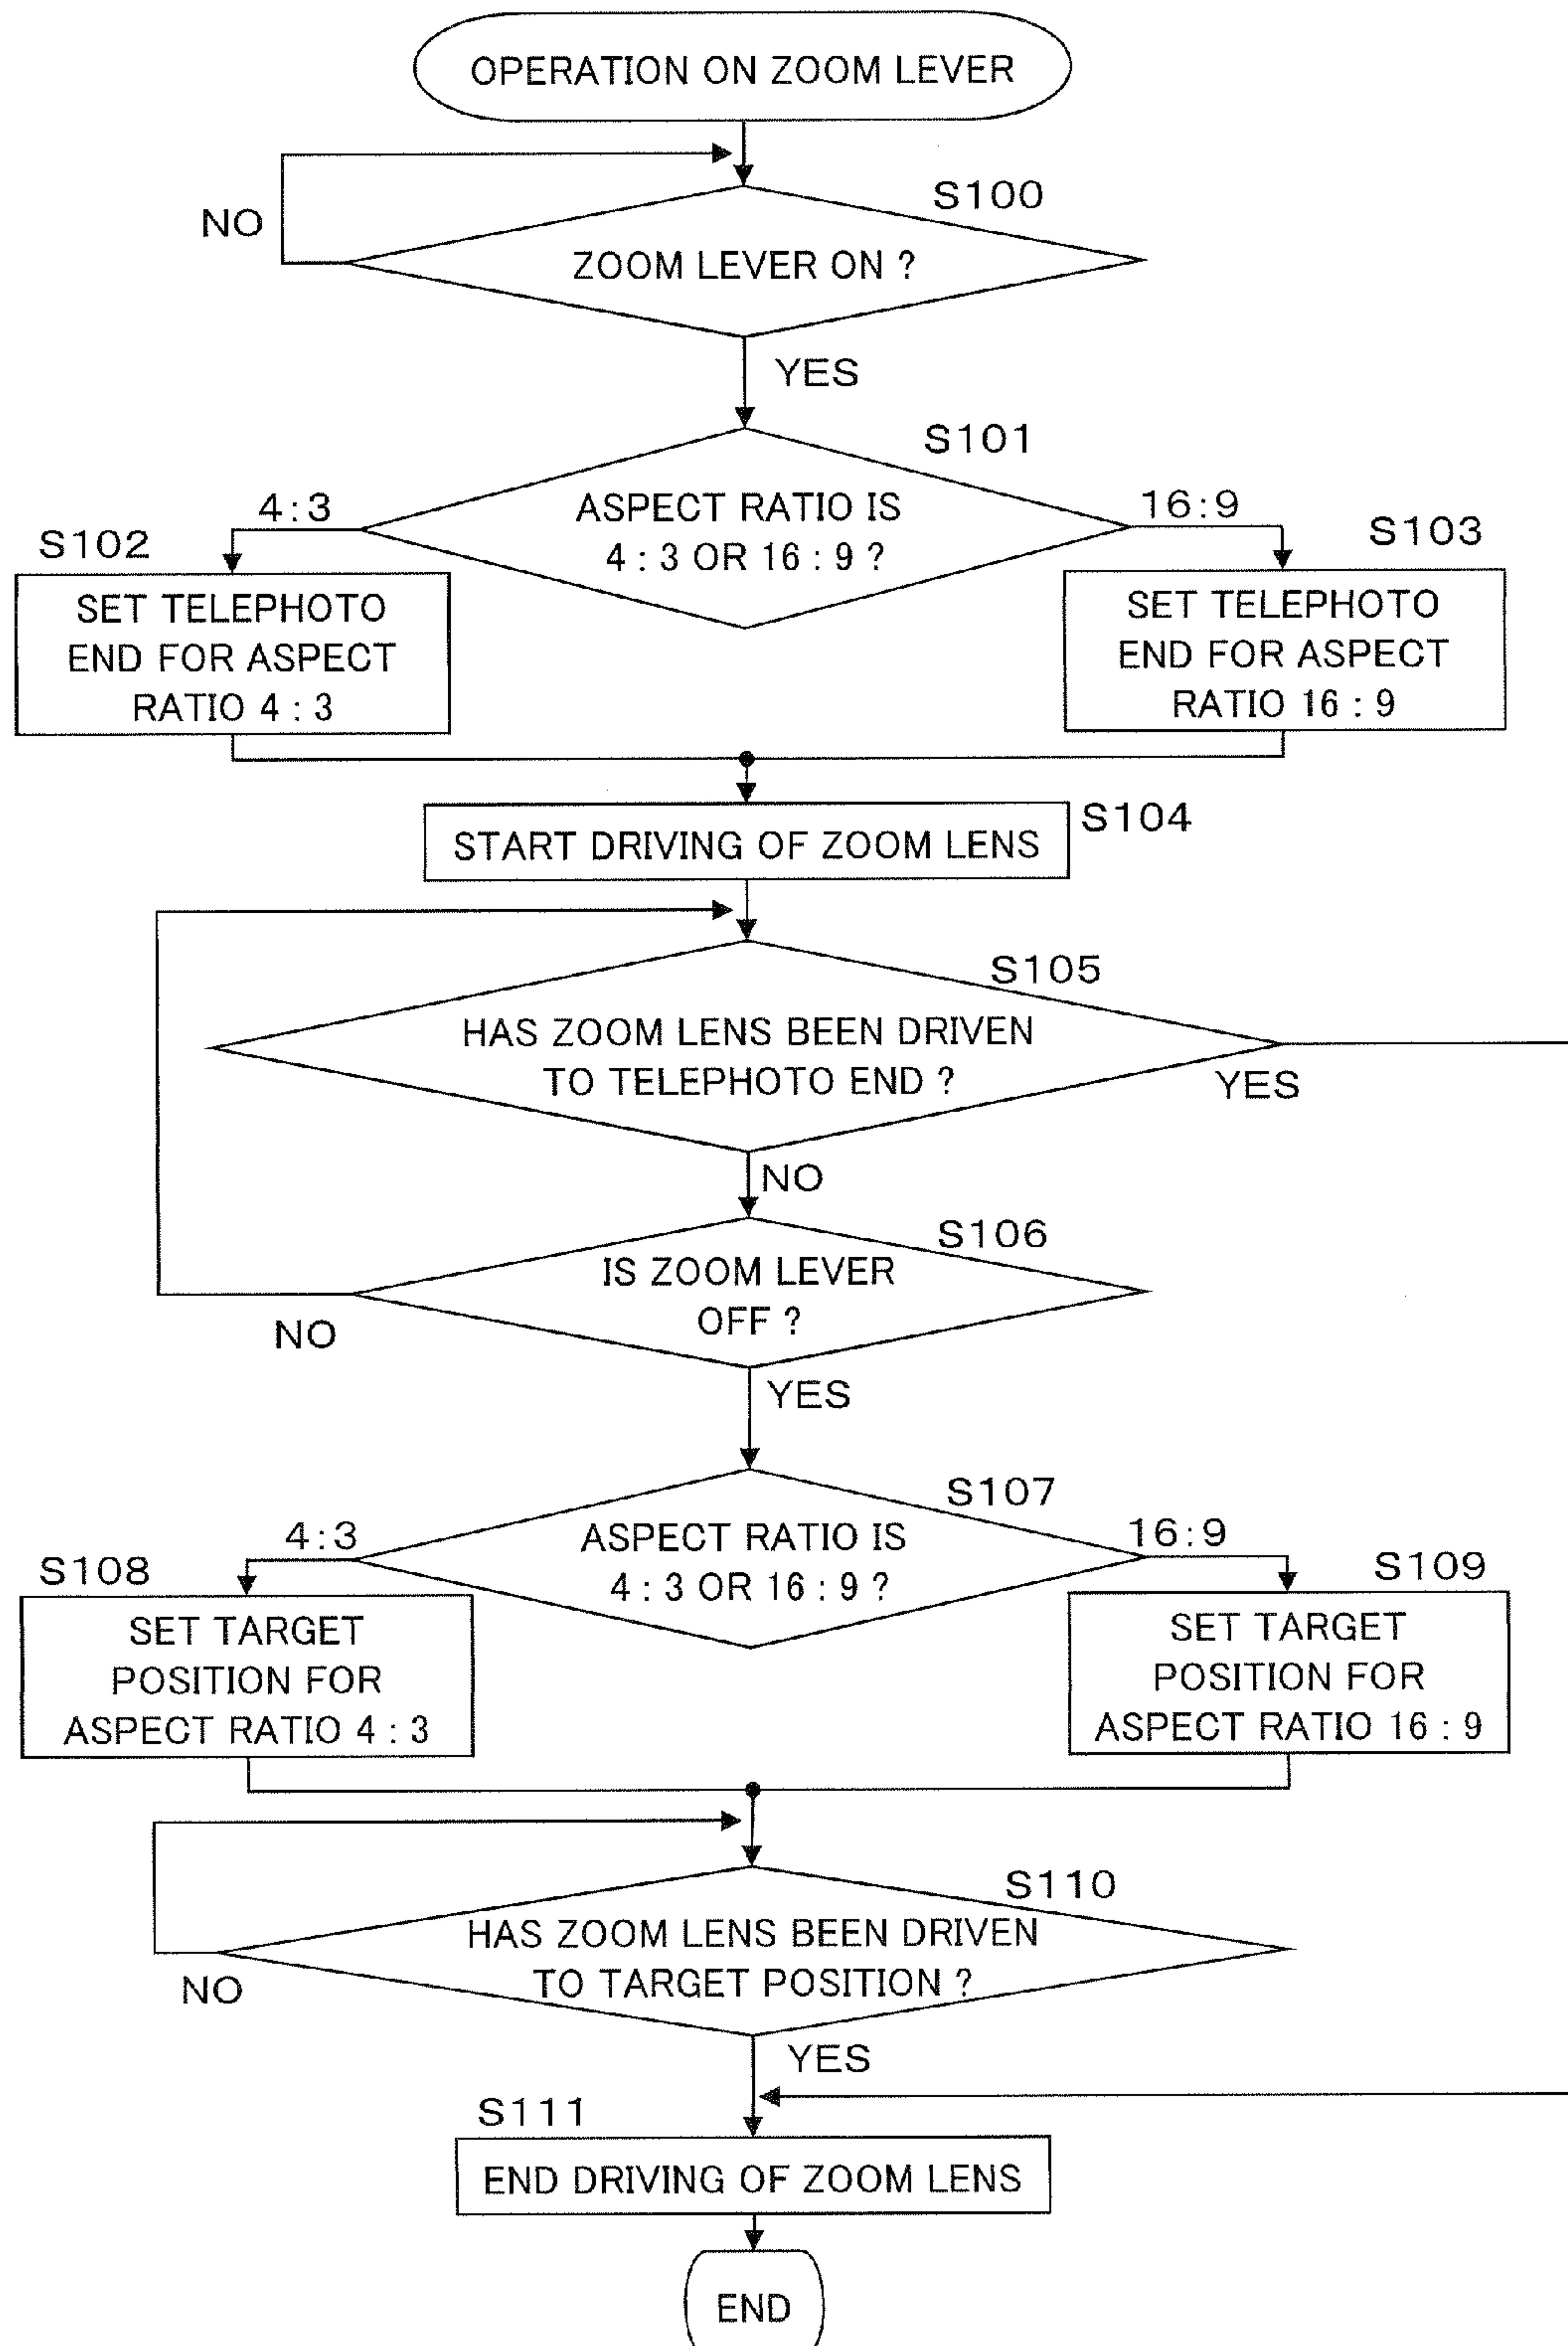 OPERATION ON ZOOM LEVER
S100
NO
ZOOM LEVER ON ?
YES
S101
4:3
ASPECT RATIO IS
4 : 3 OR 16 : 9 ?
16:9
S102
SET TELEPHOTO
END FOR ASPECT
RATIO 4 : 3
S103
SET TELEPHOTO
END FOR ASPECT
RATIO 16 : 9
START DRIVING OF ZOOM LENS
S104
S105
HAS ZOOM LENS BEEN DRIVEN
TO TELEPHOTO END ?
YES
NO
S106
IS ZOOM LEVER
OFF ?
NO
YES
S107
4:3
ASPECT RATIO IS
4 : 3 OR 16 : 9 ?
16:9
S108
SET TARGET
POSITION FOR
ASPECT RATIO 4 : 3
S109
SET TARGET
POSITION FOR
ASPECT RATIO 16 : 9
S110
HAS ZOOM LENS BEEN DRIVEN
TO TARGET POSITION ?
NO
YES
S111
END DRIVING OF ZOOM LENS
END